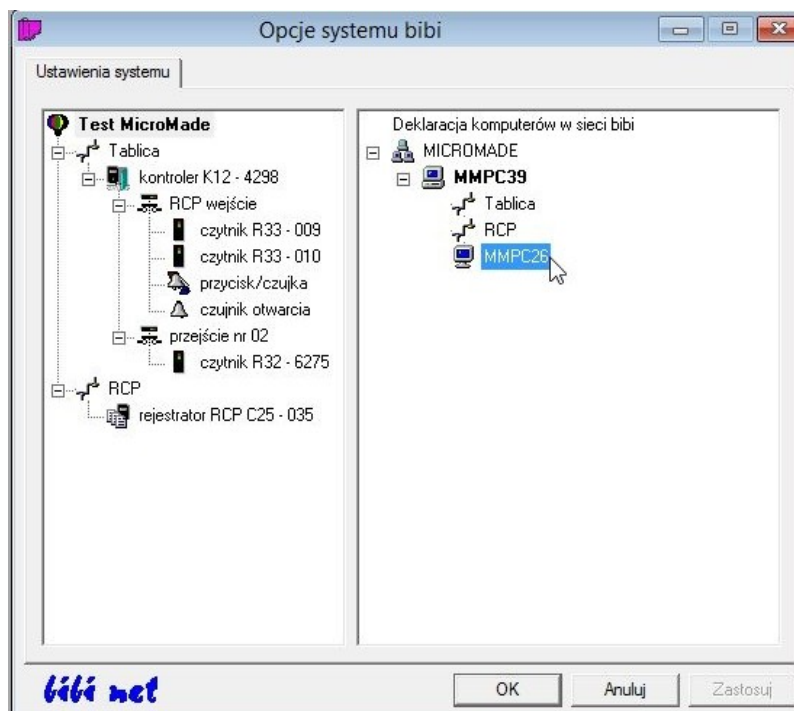 Opcje systemu bibi
Ustawienia systemu
Test MicroMade
Tablica
kontroler K12 - 4298
RCP wejście
czytnik R33 - 009
czytnik R33 - 010
przycisk/czujka
czujnik otwarcia
przejście nr 02
czytnik R32 - 6275
RCP
rejestrator RCP C25 - 035
Deklaracja komputerów w sieci bibi
MICROMADE
MMPC39
Tablica
RCP
MMPC26
bibi net
OK
Anuluj
Zastosuj